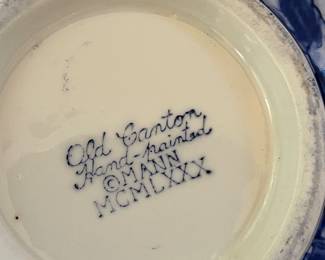 Old Canton
Hand-painted
©MANN
MCMLXXX